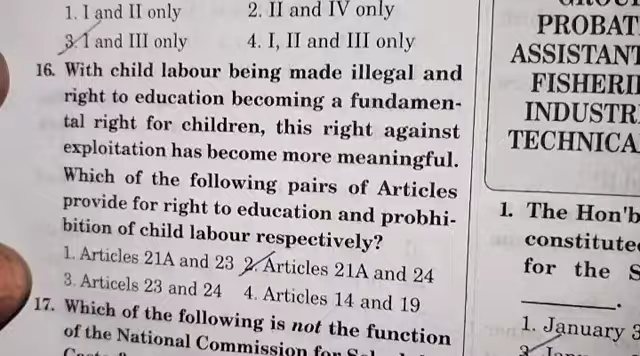 1. I and II only 2. II and IV only
3. I and III only 4. I, II and III only
16. With child labour being made illegal and
right to education becoming a fundamen-
tal right for children, this right against
exploitation has become more meaningful.
Which of the following pairs of Articles
provide for right to education and probhi-
bition of child labour respectively?
1. Articles 21A and 23 2. Articles 21A and 24
3. Articels 23 and 24 4. Articles 14 and 19
17. Which of the following is not the function
of the National Commission for
PROBAT
ASSISTANT
FISHERI
INDUSTR
TECHNICA
1. The Hon'b
constitute
for the S
1. January 3